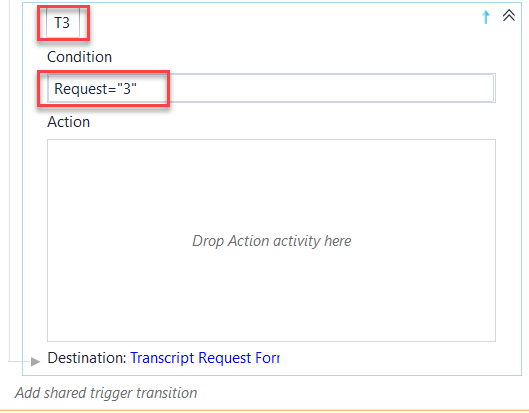 T3
Condition
Request="3"
Action
Drop Action activity here
Destination: Transcript Request Forr
Add shared trigger transition